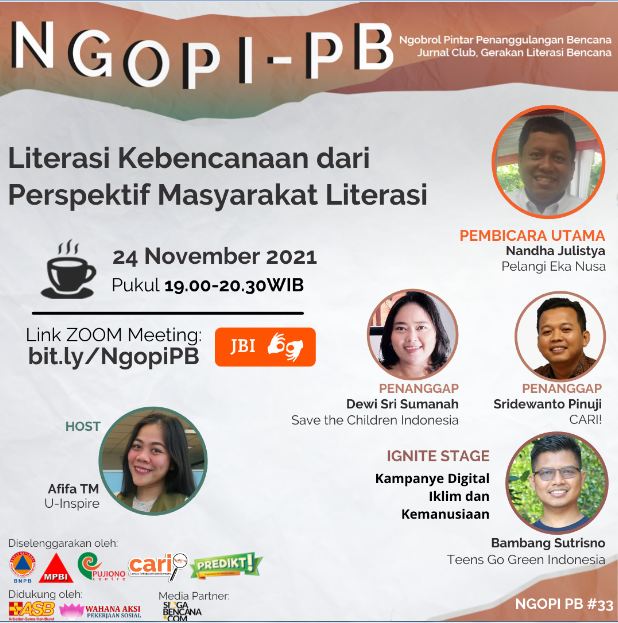 NGOPI-PB
Ngobrol Pintar Penanggulangan Bencana
Jurnal Club, Gerakan Literasi Bencana
Literasi Kebencanaan dari
Perspektif Masyarakat Literasi
24 November 2021
Pukul 19.00-20.30WIB
Link ZOOM Meeting:
bit.ly/NgopiPB
JBI
PEMBICARA UTAMA
Nandha Julistya
Pelangi Eka Nusa
PENANGGAP
Dewi Sri Sumanah
Save the Children Indonesia
PENANGGAP
Sridewanto Pinuji
CARI!
HOST
Afifa TM
U-Inspire
IGNITE STAGE
Kampanye Digital
Iklim dan
Kemanusiaan
Bambang Sutrisno
Teens Go Green Indonesia
Diselenggarakan oleh:
BNPB
MPBI
PUJIONO
centre
cari
PREDIKT!
Didukung oleh:
ASB
Arbeiter-Samariter-Bund
WAHANA AKSI
PEKERJAAN SOSIAL
Media Partner:
SIAGA
BENCANA
.COM
NGOPI PB #33